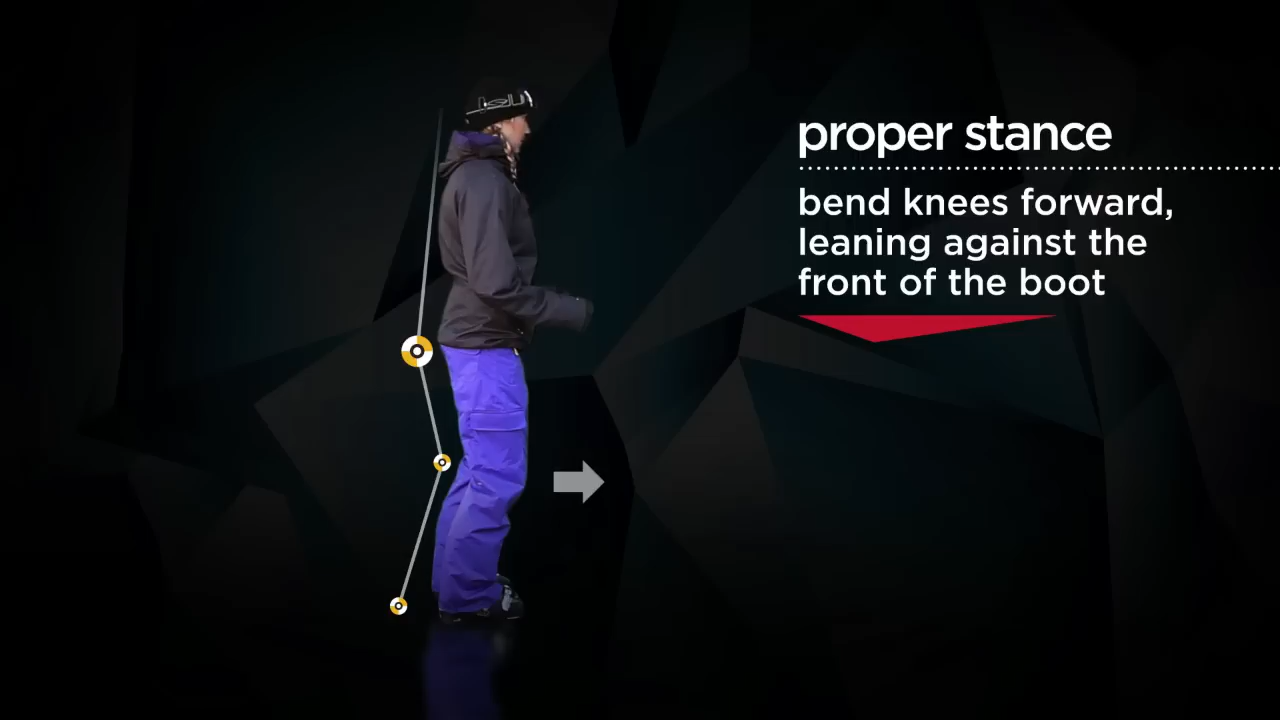 proper stance
bend knees forward,
leaning against the
front of the boot